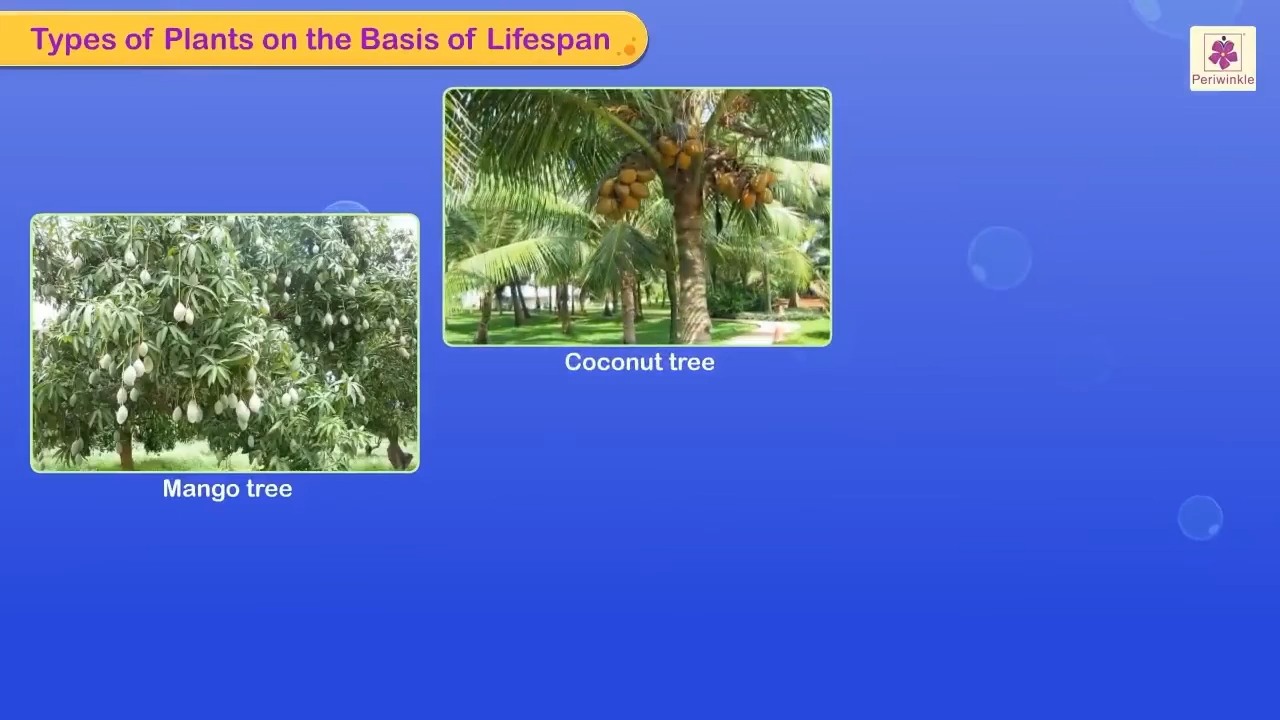 Types of Plants on the Basis of Lifespan
Periwinkle
Coconut tree
Mango tree